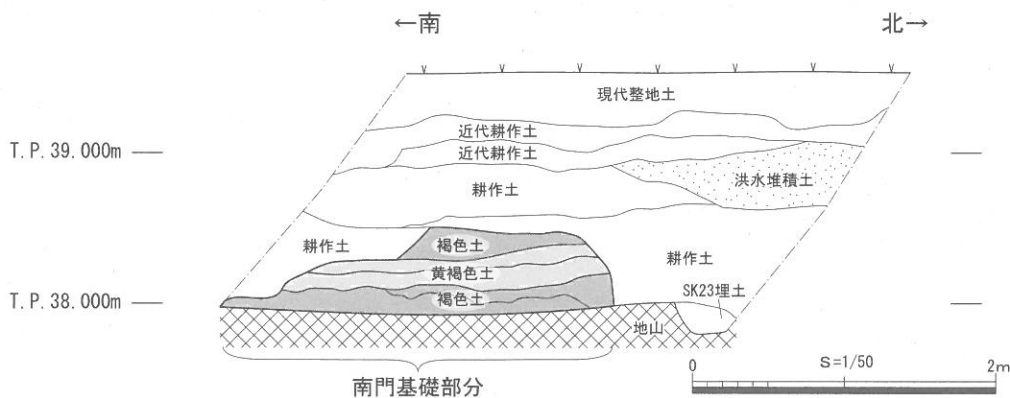 ←南
北→
現代整地土
近代耕作土
T.P.39.000m
近代耕作土
洪水堆積土
耕作土
耕作土
褐色土
耕作土
黄褐色土
SK23埋土
T.P.38.000m
褐色土
地山
0
S=1/50
2m
南門基礎部分